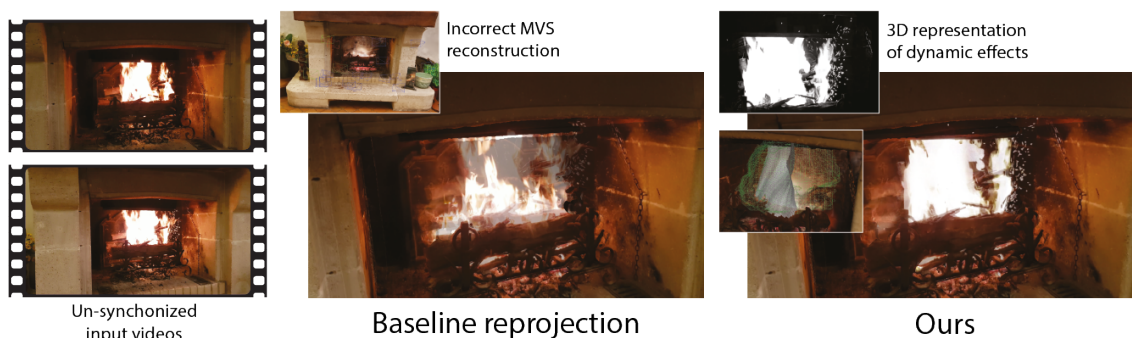 Un-synchonized
input videos
Incorrect MVS
reconstruction
Baseline reprojection
3D representation
of dynamic effects
Ours